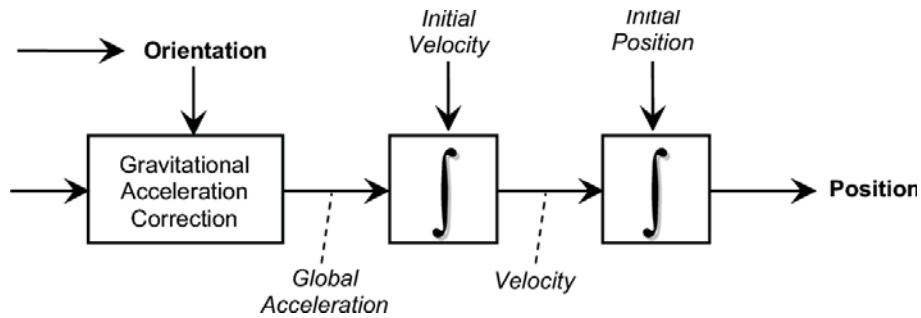 Initial
Velocity
Initial
Position
Orientation
Gravitational
Acceleration
Correction
∫
∫
Position
Global
Acceleration
Velocity